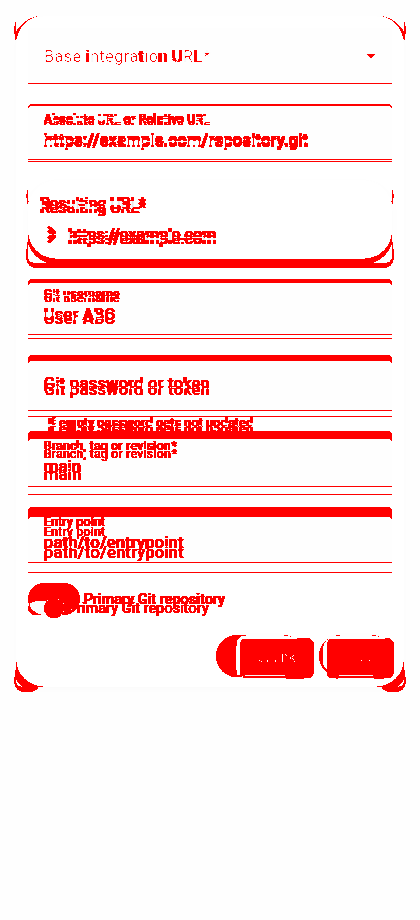 Base integration URL*
Absolute URL or Relative URL
https://example.com/repository.git
Resulting URL*
https://example.com
Git username
User A36
Git password or token
If empty password gets not updated
Branch, tag or revision*
main
Entry point
path/to/entrypoint
Primary Git repository